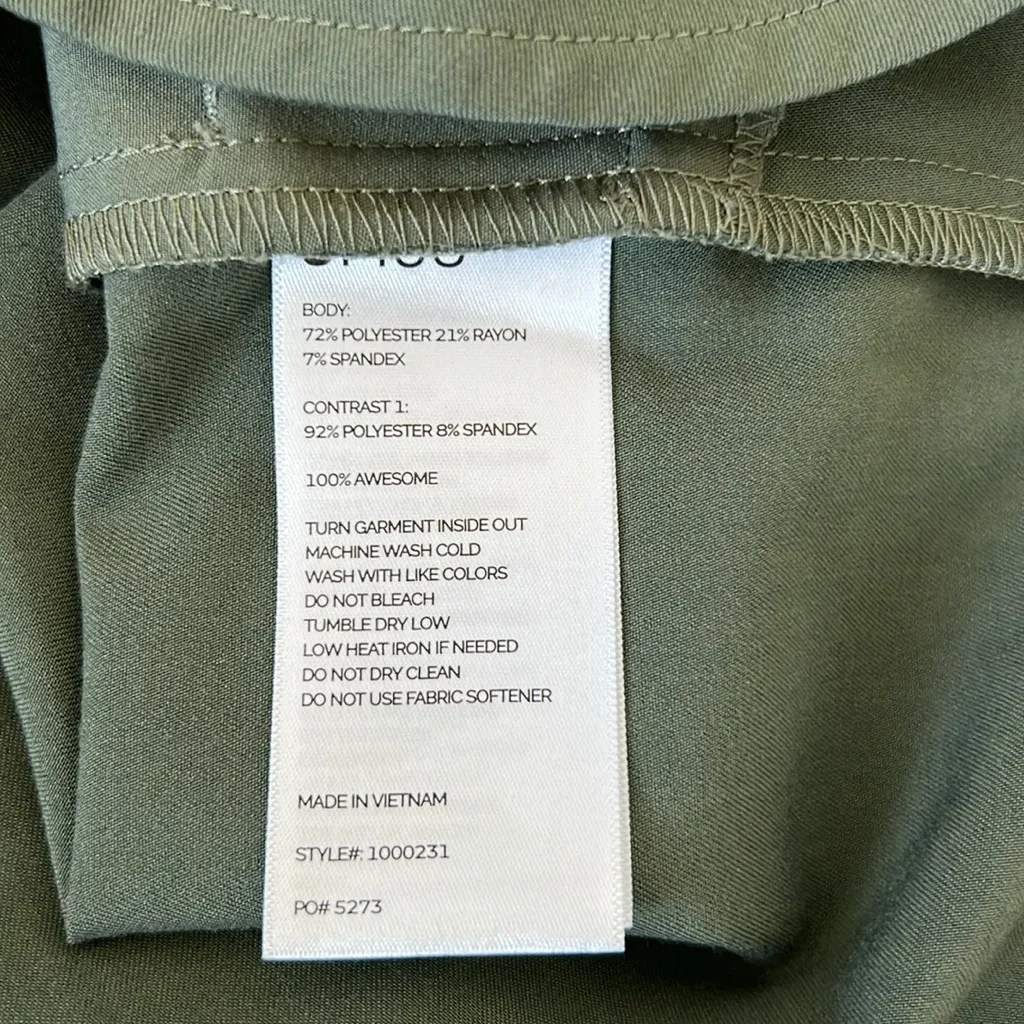 BODY:
72% POLYESTER 21% RAYON
7% SPANDEX
CONTRAST 1:
92% POLYESTER 8% SPANDEX
100% AWESOME
TURN GARMENT INSIDE OUT
MACHINE WASH COLD
WASH WITH LIKE COLORS
DO NOT BLEACH
TUMBLE DRY LOW
LOW HEAT IRON IF NEEDED
DO NOT DRY CLEAN
DO NOT USE FABRIC SOFTENER
MADE IN VIETNAM
STYLE#: 1000231
PO# 5273